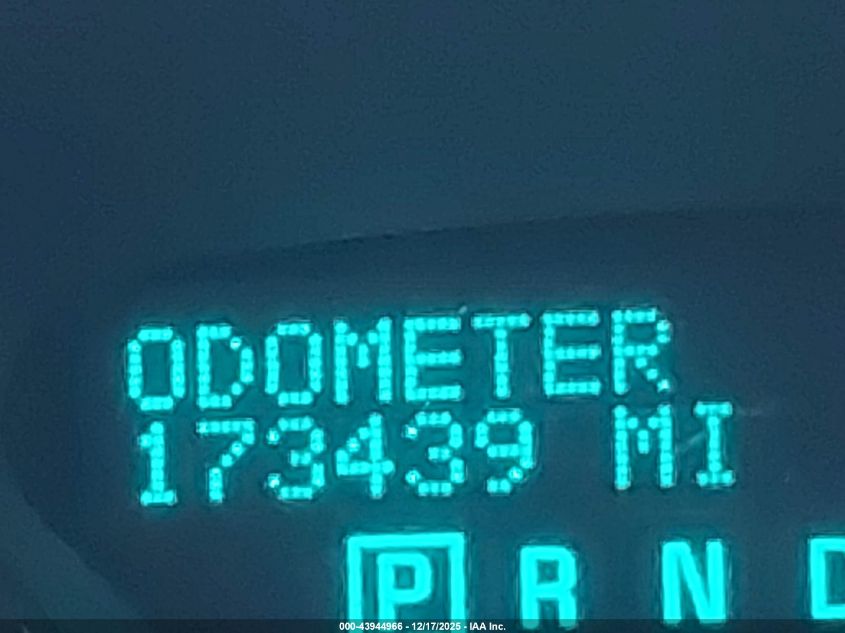 ODOMETER
173439 MI
P R N D
000-43944966 - 12/17/2025 - IAA Inc.